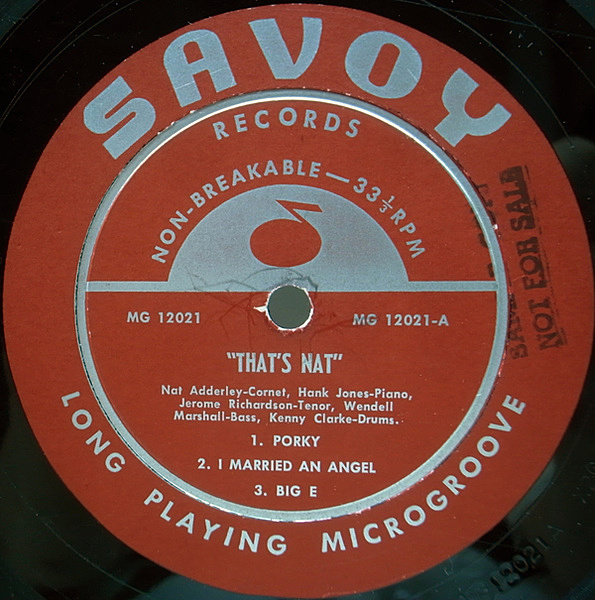 SAVOY
RECORDS
NON-BREAKABLE—33⅓RPM
MG 12021
MG 12021-A
"THAT'S NAT"
Nat Adderley-Cornet, Hank Jones-Piano,
Jerome Richardson-Tenor, Wendell
Marshall-Bass, Kenny Clarke-Drums.
1. PORKY
2. I MARRIED AN ANGEL
3. BIG E
LONG PLAYING MICROGROOVE
NOT FOR SALE
12021A